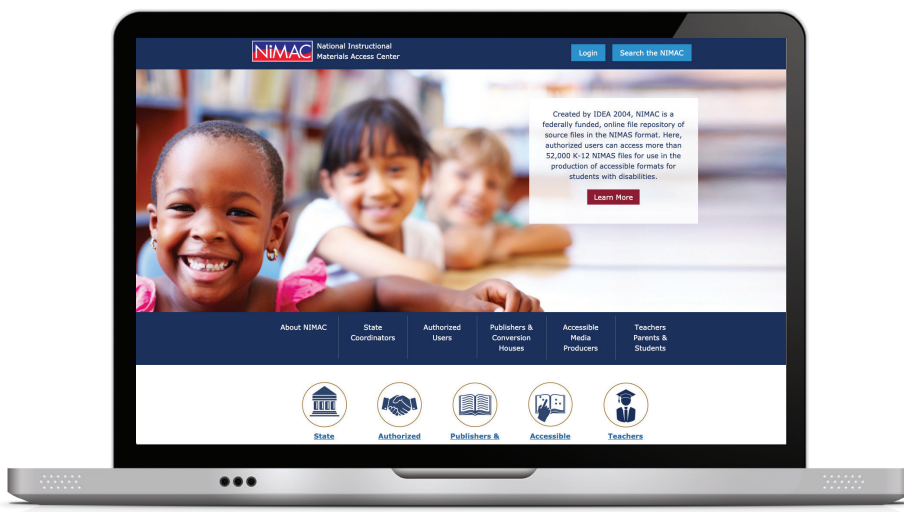 NiMAC
National Instructional
Materials Access Center
Login
Search the NIMAC
Created by IDEA 2004, NIMAC is a
federally funded, online file repository of
source files in the NIMAS format. Here,
authorized users can access more than
52,000 K-12 NIMAS files for use in the
production of accessible formats for
students with disabilities.
Learn More
About NIMAC
State
Coordinators
Authorized
Users
Publishers &
Conversion
Houses
Accessible
Media
Producers
Teachers
Parents &
Students
State
Authorized
Publishers &
Accessible
Teachers